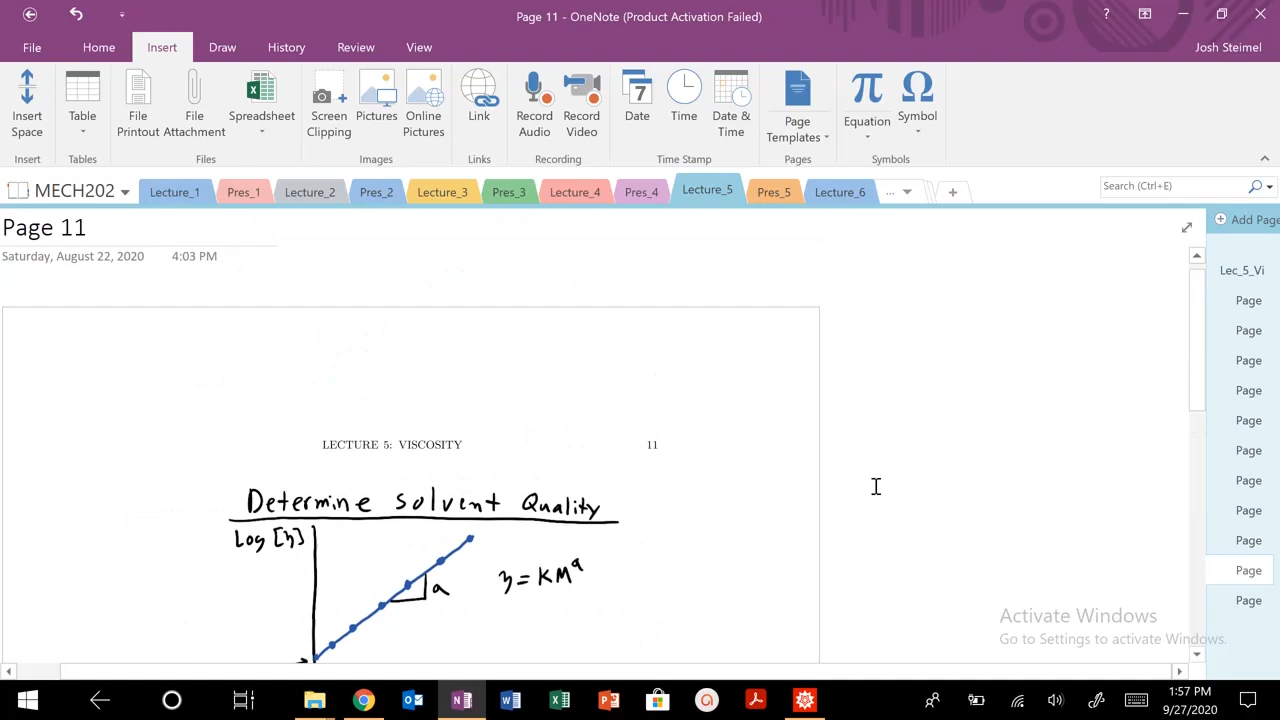 Page 11 - OneNote (Product Activation Failed)
?
File Home Insert Draw History Review View Josh Steimel
Insert Space
Table
File Printout
File Attachment
Spreadsheet
Screen Clipping
Pictures
Online Pictures
Link
Record Audio
Record Video
Date
Time
Date & Time
Page Templates
Equation
Symbol
Insert Tables Files Images Links Recording Time Stamp Pages Symbols
MECH202 Lecture_1 Pres_1 Lecture_2 Pres_2 Lecture_3 Pres_3 Lecture_4 Pres_4 Lecture_5 Pres_5 Lecture_6 ... + Search (Ctrl+E)
Page 11
Add Page
Saturday, August 22, 2020 4:03 PM
Lec_5_Vi
Page
Page
Page
Page
Page
Page
Page
Page
Page
Page
Page
LECTURE 5: VISCOSITY 11
Determine Solvent Quality
Log [η]
a
η = KM^a
Activate Windows
Go to Settings to activate Windows.
1:57 PM
9/27/2020